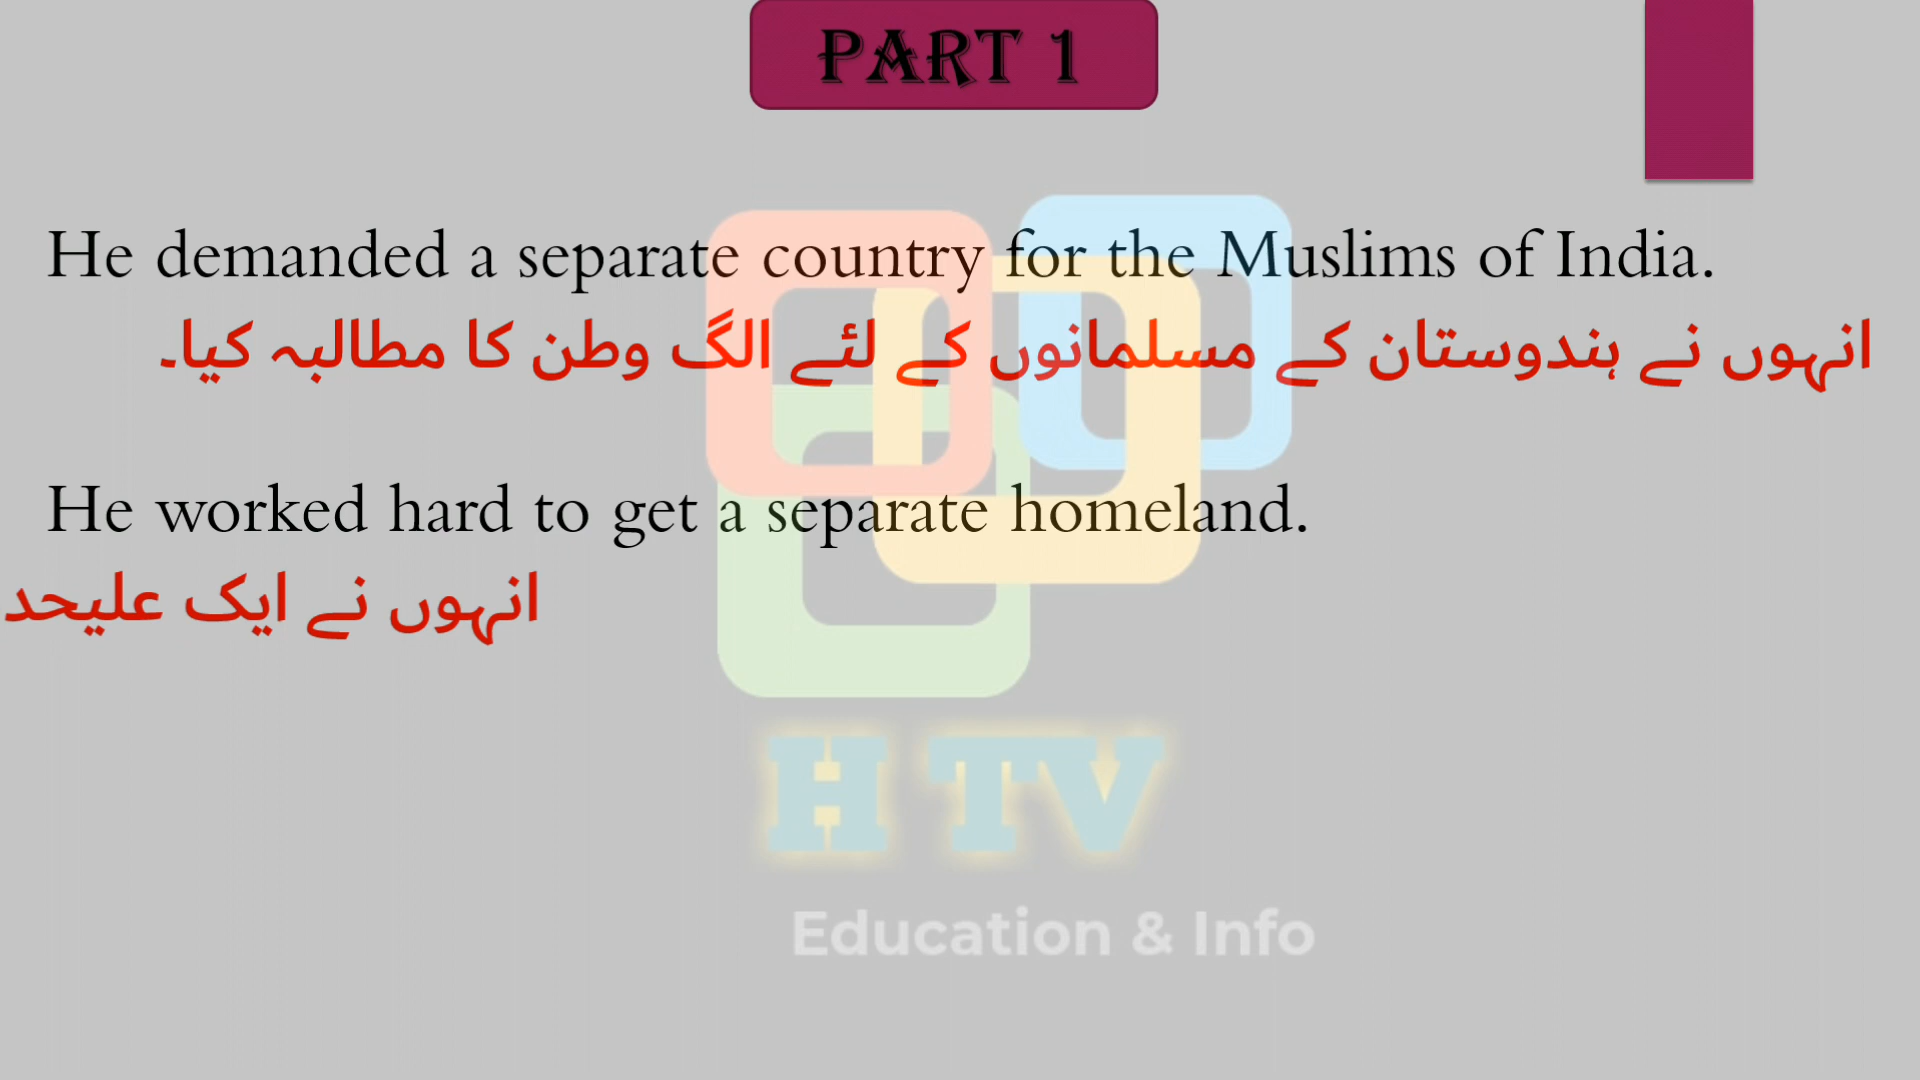 PART 1
He demanded a separate country for the Muslims of India.
انہوں نے ہندوستان کے مسلمانوں کے لئے الگ وطن کا مطالبہ کیا۔
He worked hard to get a separate homeland.
انہوں نے ایک علیحد
H TV
Education & Info